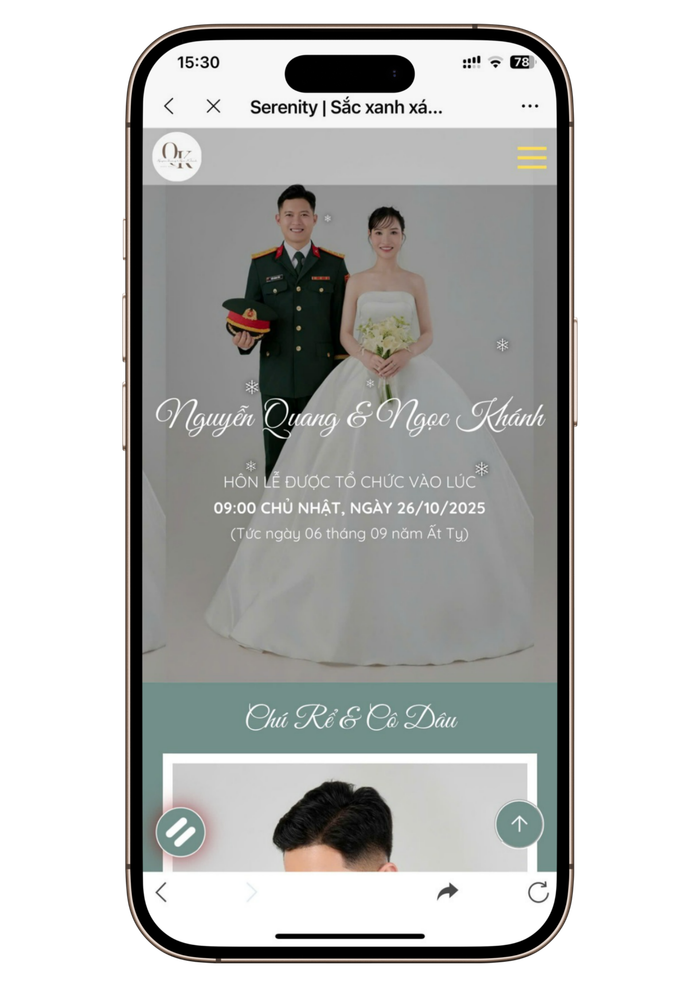 15:30
78
Serenity | Sắc xanh xá...
QK
Nguyễn Quang & Ngọc Khánh
HÔN LỄ ĐƯỢC TỔ CHỨC VÀO LÚC
09:00 CHỦ NHẬT, NGÀY 26/10/2025
(Tức ngày 06 tháng 09 năm Ất Tỵ)
Chú Rể & Cô Dâu